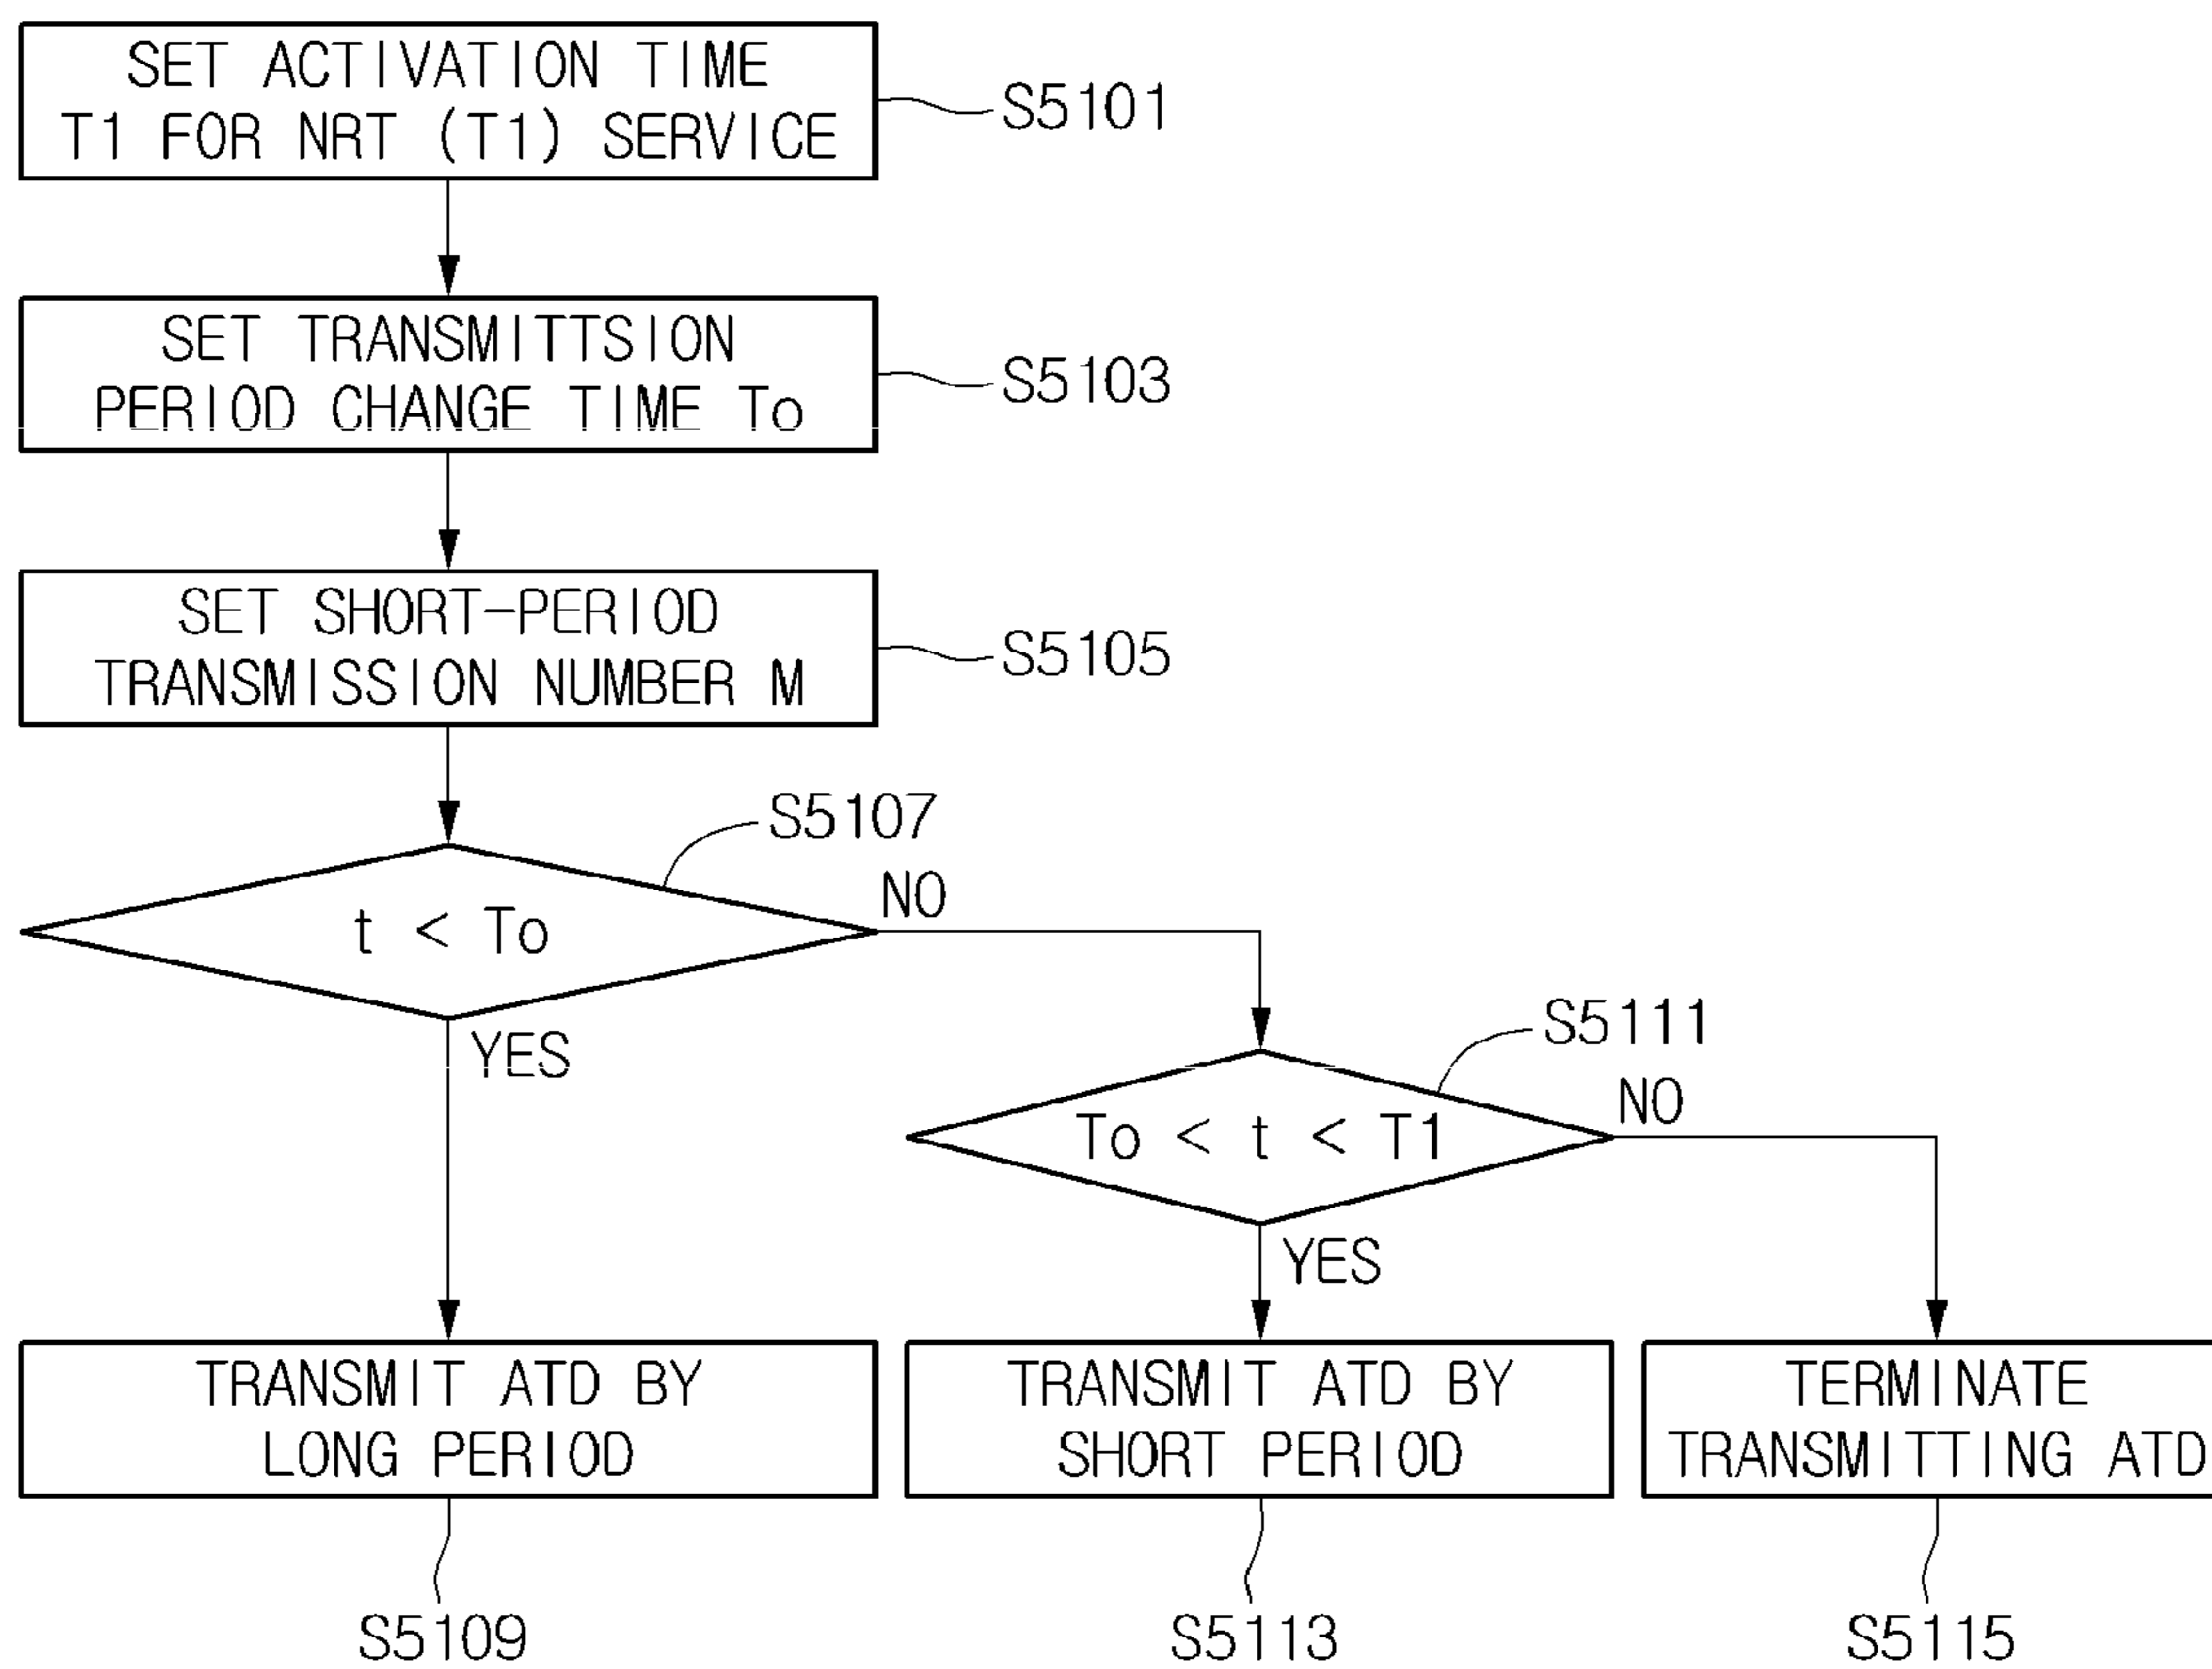 SET ACTIVATION TIME
T1 FOR NRT (T1) SERVICE
S5101
SET TRANSMITTSION
PERIOD CHANGE TIME To
S5103
SET SHORT-PERIOD
TRANSMISSION NUMBER M
S5105
S5107
t < To
NO
YES
S5111
To < t < T1
NO
YES
TRANSMIT ATD BY
LONG PERIOD
TRANSMIT ATD BY
SHORT PERIOD
TERMINATE
TRANSMITTING ATD
S5109
S5113
S5115